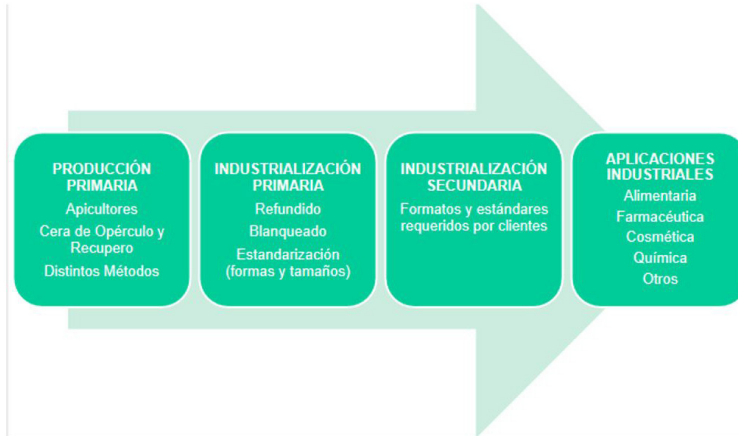 PRODUCCIÓN
PRIMARIA
Apicultores
Cera de Opérculo y
Recupero
Distintos Métodos
INDUSTRIALIZACIÓN
PRIMARIA
Refundido
Blanqueado
Estandarización
(formas y tamaños)
INDUSTRIALIZACIÓN
SECUNDARIA
Formatos y estándares
requeridos por clientes
APLICACIONES
INDUSTRIALES
Alimentaria
Farmacéutica
Cosmética
Química
Otros